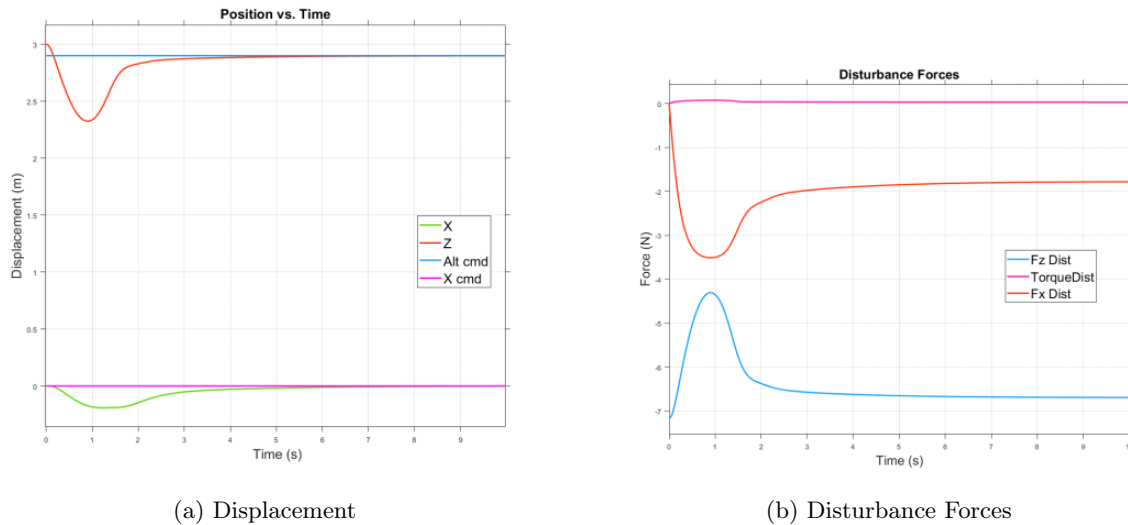 Position vs. Time
3
2.5
2
1.5
1
0.5
0
Displacement (m)
0 1 2 3 4 5 6 7 8 9
Time (s)
X
Z
Alt cmd
X cmd
(a) Displacement
Disturbance Forces
0
-1
-2
-3
-4
-5
-6
-7
Force (N)
0 1 2 3 4 5 6 7 8 9
Time (s)
Fz Dist
TorqueDist
Fx Dist
(b) Disturbance Forces